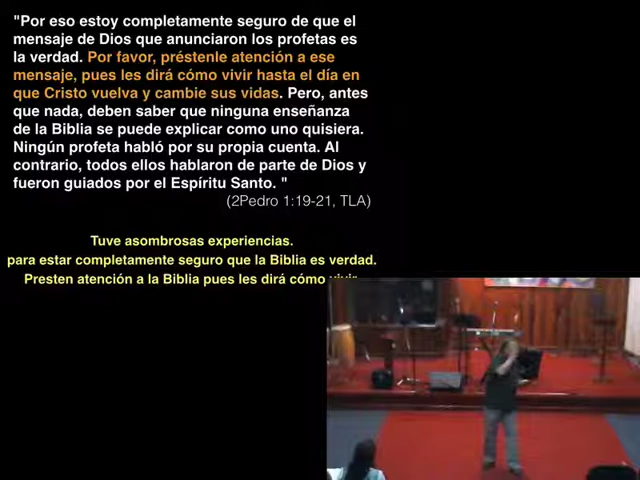 "Por eso estoy completamente seguro de que el
mensaje de Dios que anunciaron los profetas es
la verdad. Por favor, préstenle atención a ese
mensaje, pues les dirá cómo vivir hasta el día en
que Cristo vuelva y cambie sus vidas. Pero, antes
que nada, deben saber que ninguna enseñanza
de la Biblia se puede explicar como uno quisiera.
Ningún profeta habló por su propia cuenta. Al
contrario, todos ellos hablaron de parte de Dios y
fueron guiados por el Espíritu Santo. "
(2Pedro 1:19-21, TLA)
Tuve asombrosas experiencias.
para estar completamente seguro que la Biblia es verdad.
Presten atención a la Biblia pues les dirá cómo vivir